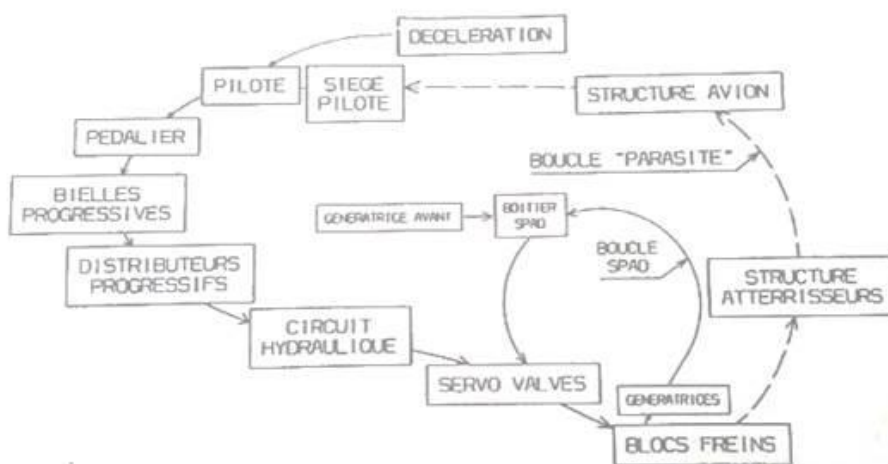 DECELERATION
PILOTE
SIEGE
PILOTE
STRUCTURE AVION
PEDALIER
BOUCLE "PARASITE"
BIELLES
PROGRESSIVES
GENERATRICE AVANT
BOITIER
SPAD
BOUCLE
SPAD
DISTRIBUTEURS
PROGRESSIFS
STRUCTURE
ATTERRISSEURS
CIRCUIT
HYDRAULIQUE
SERVO VALVES
GENERATRICES
BLOCS FREINS